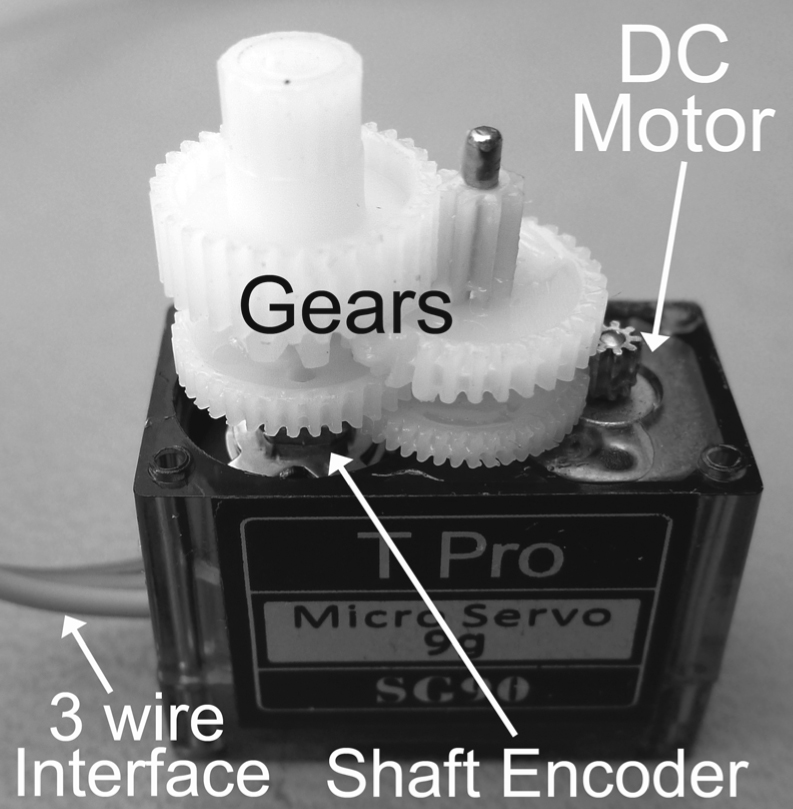 DC
Motor
Gears
T Pro
Micro Servo
9g
SG90
3 wire
Interface
Shaft Encoder